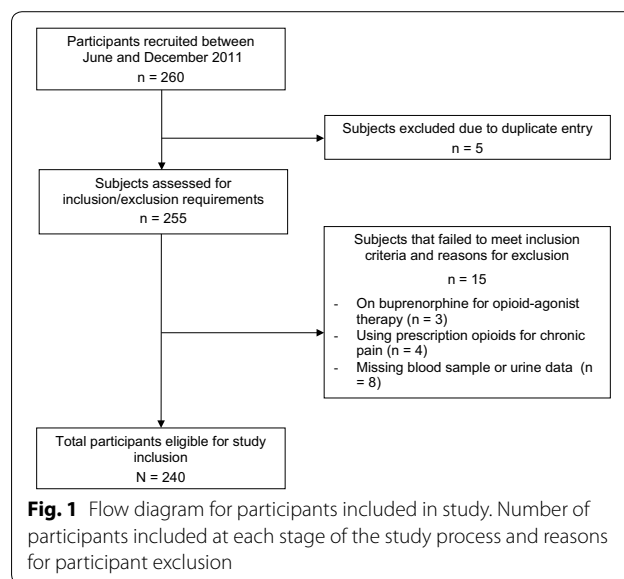 Participants recruited between
June and December 2011
n = 260
Subjects excluded due to duplicate entry
n = 5
Subjects assessed for
inclusion/exclusion requirements
n = 255
Subjects that failed to meet inclusion
criteria and reasons for exclusion
n = 15
- On buprenorphine for opioid-agonist
therapy (n = 3)
- Using prescription opioids for chronic
pain (n = 4)
- Missing blood sample or urine data (n
= 8)
Total participants eligible for study
inclusion
N = 240
Fig. 1 Flow diagram for participants included in study. Number of
participants included at each stage of the study process and reasons
for participant exclusion